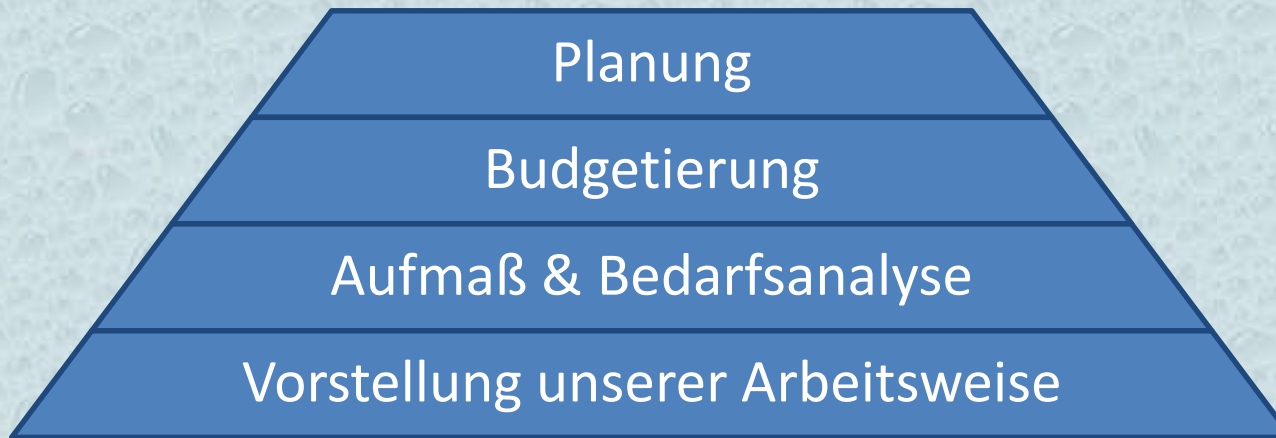 Planung
Budgetierung
Aufmaß & Bedarfsanalyse
Vorstellung unserer Arbeitsweise